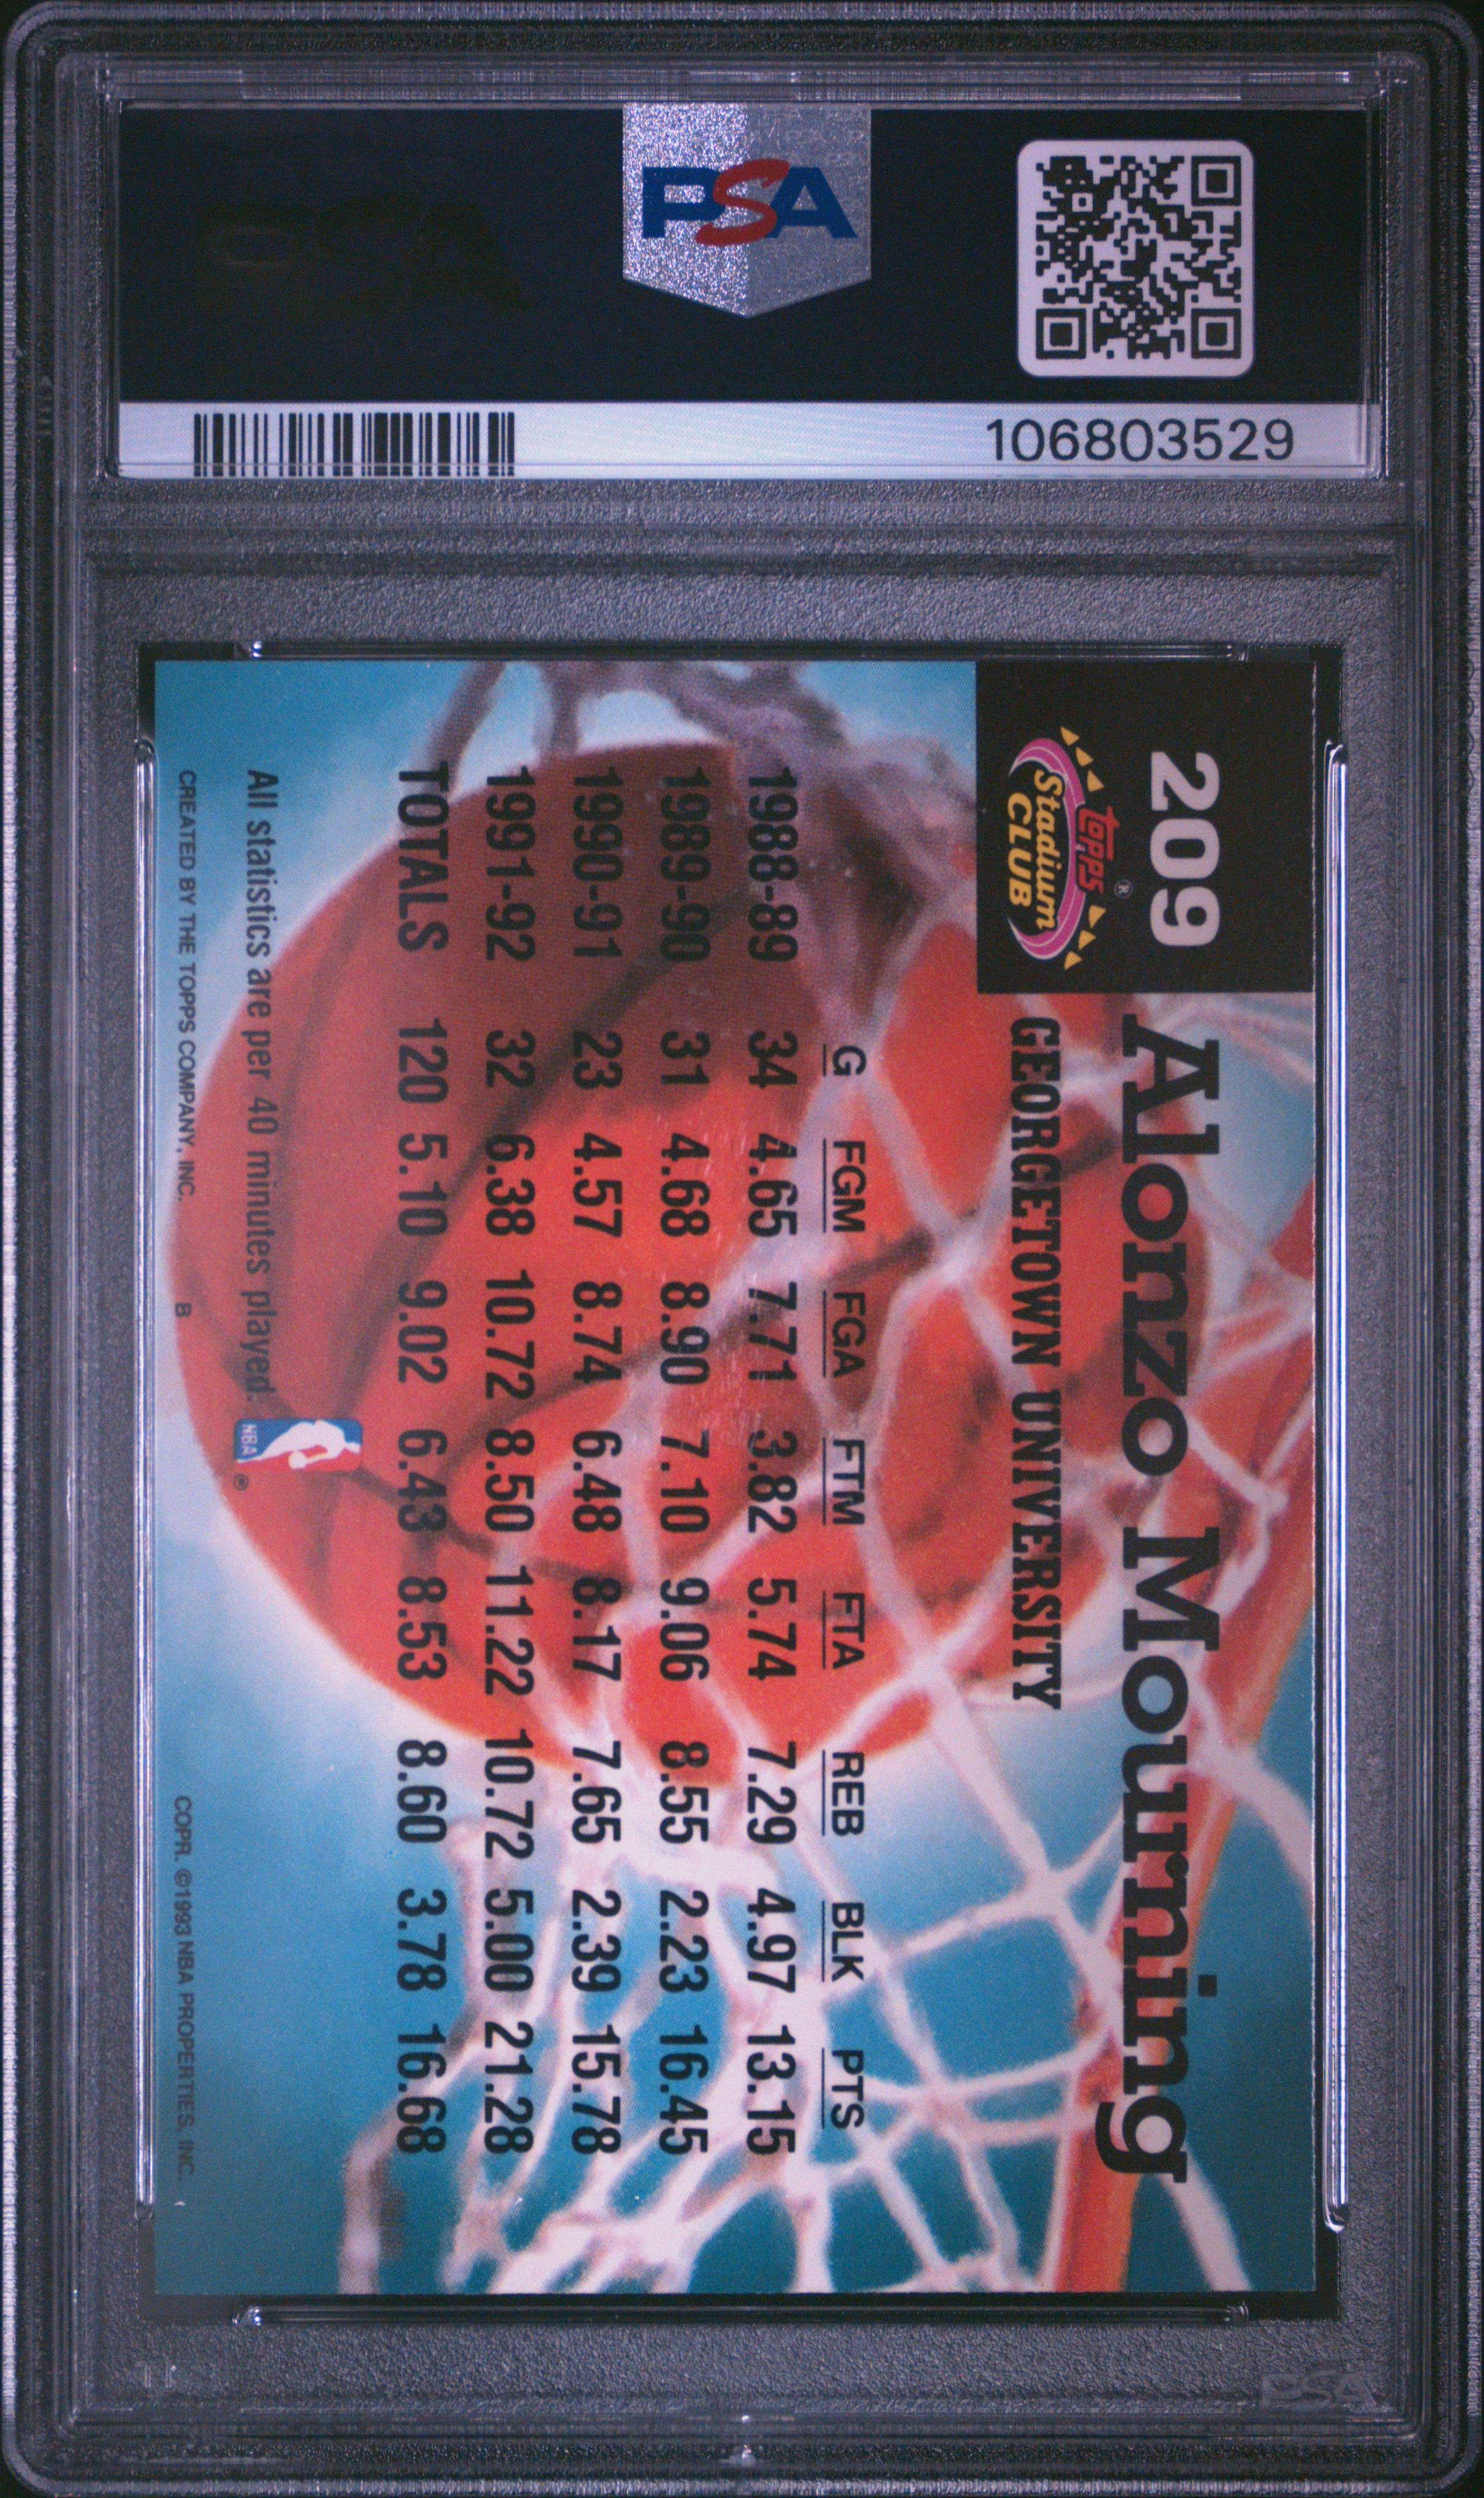 PSA
106803529
209
TOPPS ®
Stadium
CLUB
Alonzo Mourning
GEORGETOWN UNIVERSITY
G FGM FGA FTM FTA REB BLK PTS
1988-89 34 4.65 7.71 3.82 5.74 7.29 4.97 13.15
1989-90 31 4.68 8.90 7.10 9.06 8.55 2.23 16.45
1990-91 23 4.57 8.74 6.48 8.17 7.65 2.39 15.78
1991-92 32 6.38 10.72 8.50 11.22 10.72 5.00 21.28
TOTALS 120 5.10 9.02 6.43 8.53 8.60 3.78 16.68
All statistics are per 40 minutes played.
NBA ®
CREATED BY THE TOPPS COMPANY, INC. B COPR. ©1993 NBA PROPERTIES, INC.
PSA